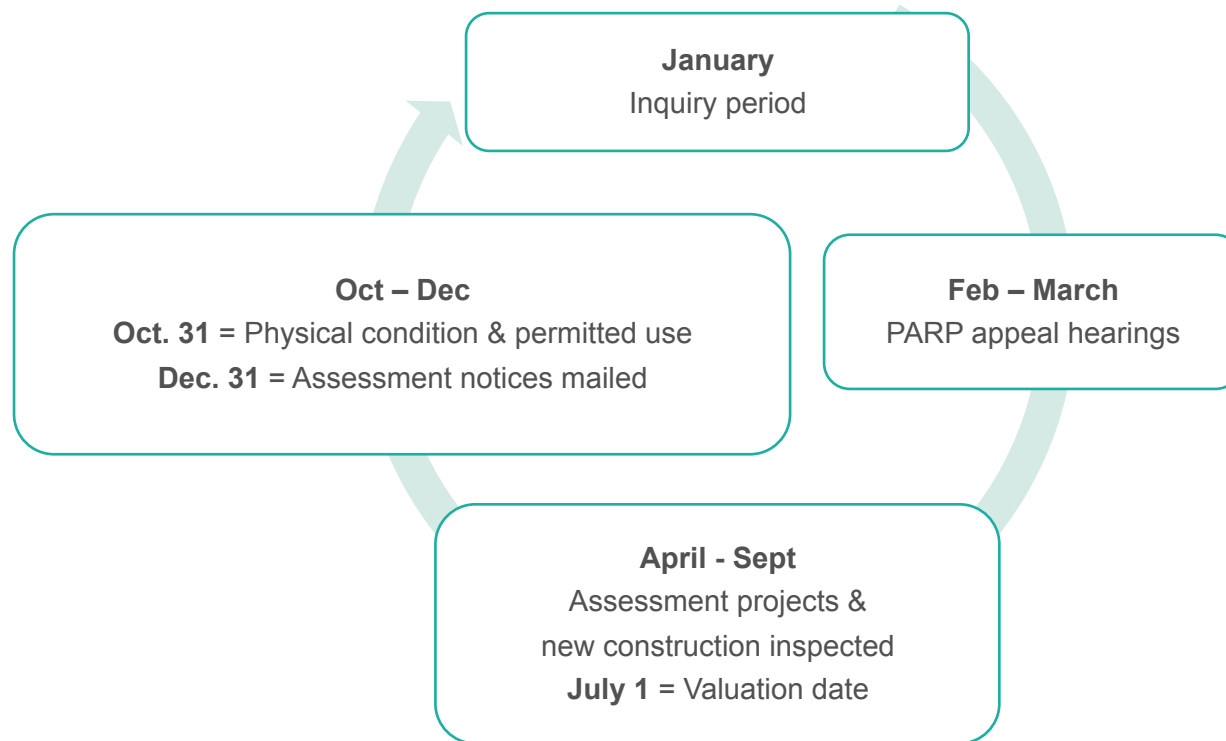 January
Inquiry period
Feb – March
PARP appeal hearings
April - Sept
Assessment projects &
new construction inspected
July 1 = Valuation date
Oct – Dec
Oct. 31 = Physical condition & permitted use
Dec. 31 = Assessment notices mailed